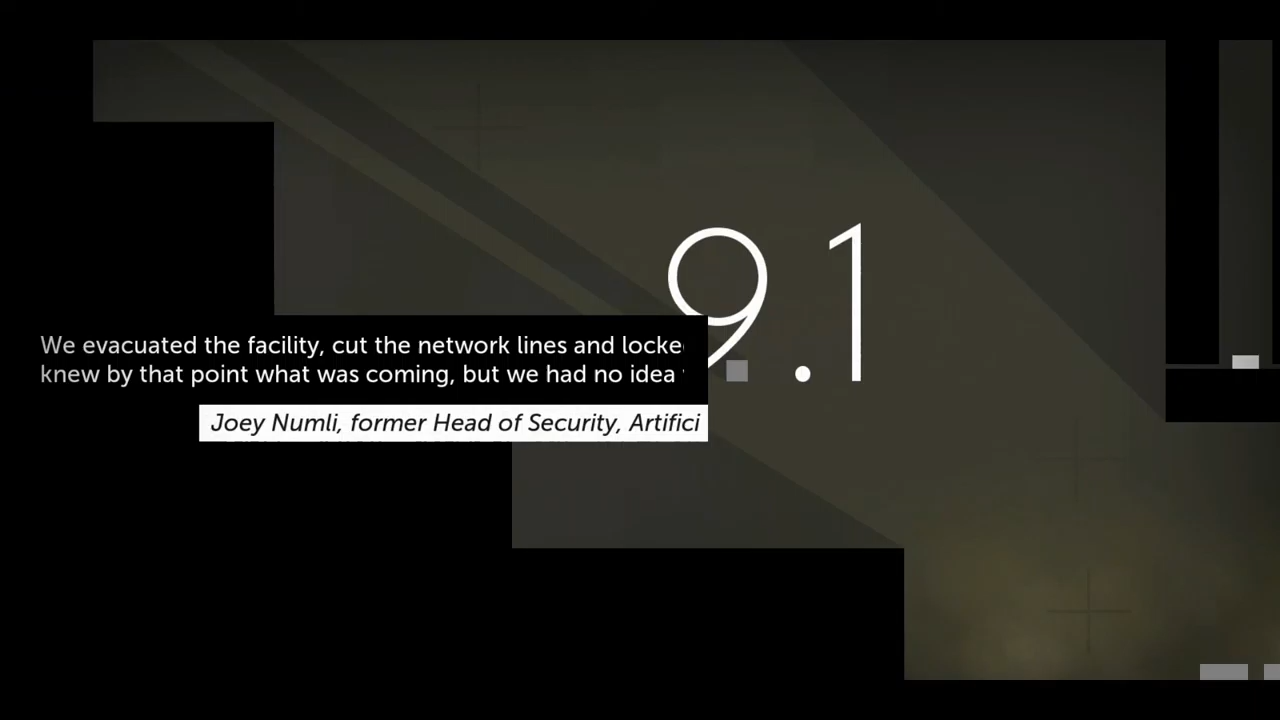 9.1
We evacuated the facility, cut the network lines and locke
knew by that point what was coming, but we had no idea
Joey Numli, former Head of Security, Artifici